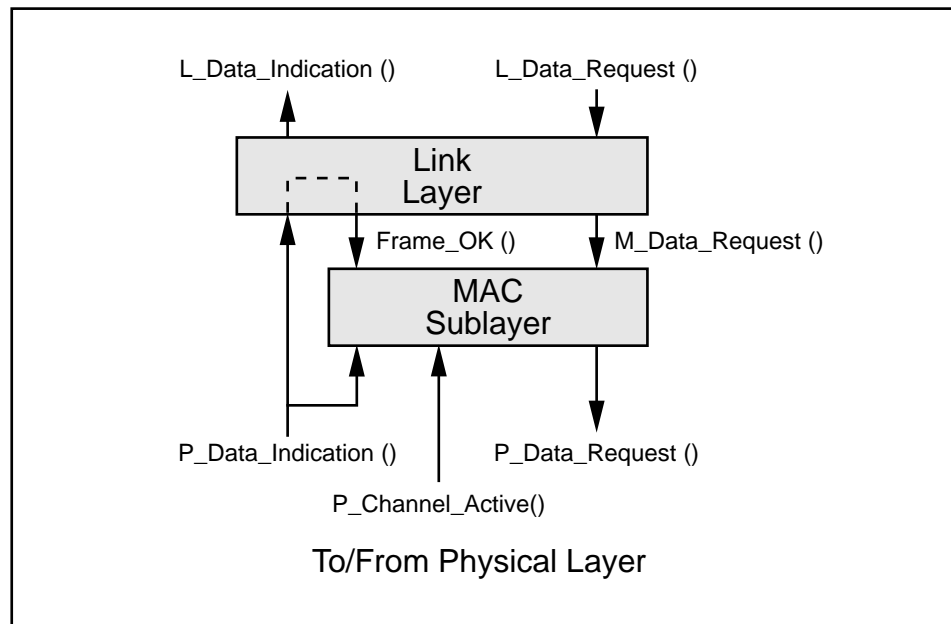 L_Data_Indication ()
L_Data_Request ()
Link
Layer
Frame_OK ()
M_Data_Request ()
MAC
Sublayer
P_Data_Indication ()
P_Data_Request ()
P_Channel_Active()
To/From Physical Layer